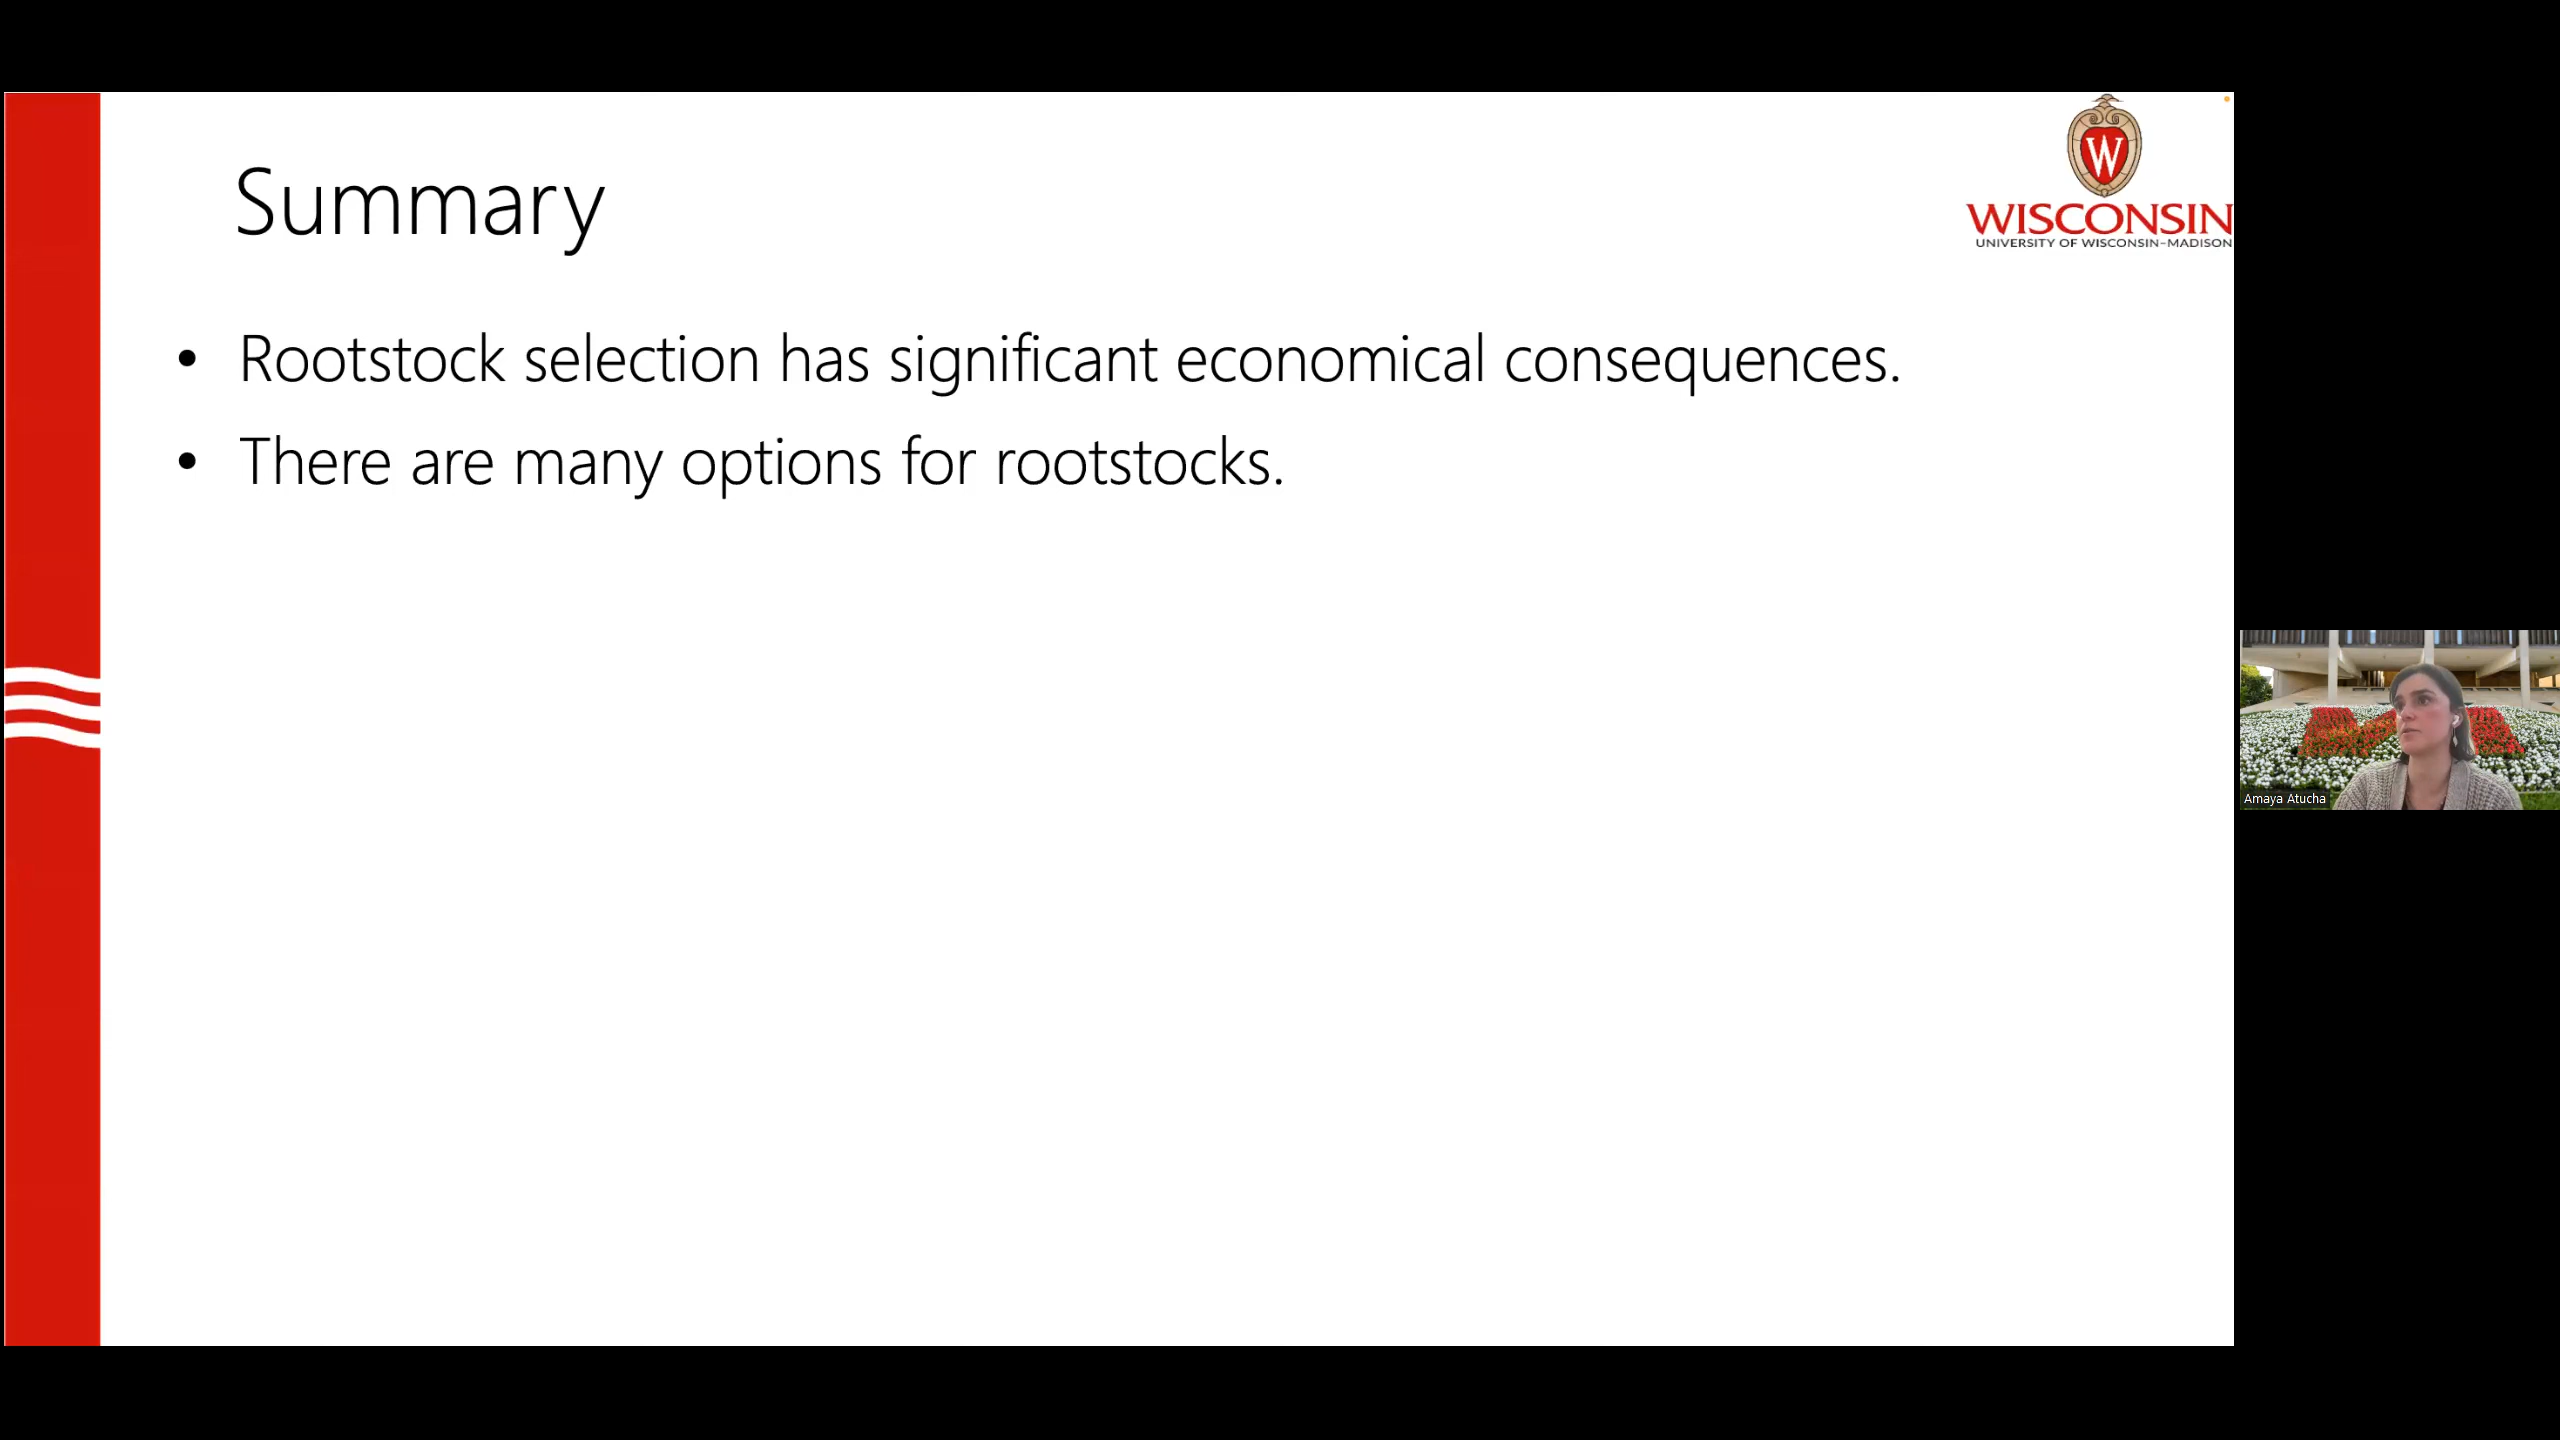 Summary
W
WISCONSIN
UNIVERSITY OF WISCONSIN–MADISON
• Rootstock selection has significant economical consequences.
• There are many options for rootstocks.
Amaya Atucha